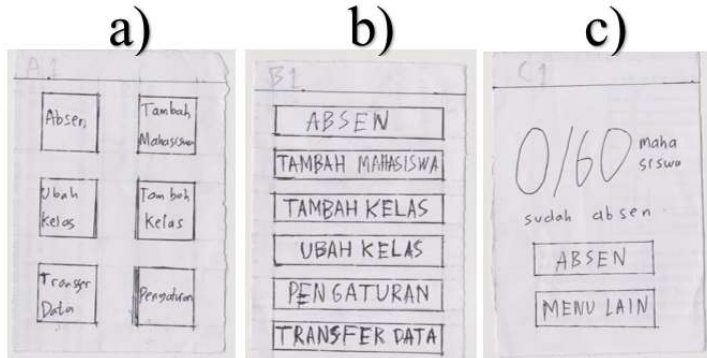 a)
b)
c)
A1
Absen
Tambah
Mahasiswa
Ubah
Kelas
Tambah
Kelas
Transfer
Data
Pengaturan
B1
ABSEN
TAMBAH MAHASISWA
TAMBAH KELAS
UBAH KELAS
PENGATURAN
TRANSFER DATA
C1
0/60
maha
siswa
sudah absen
ABSEN
MENU LAIN